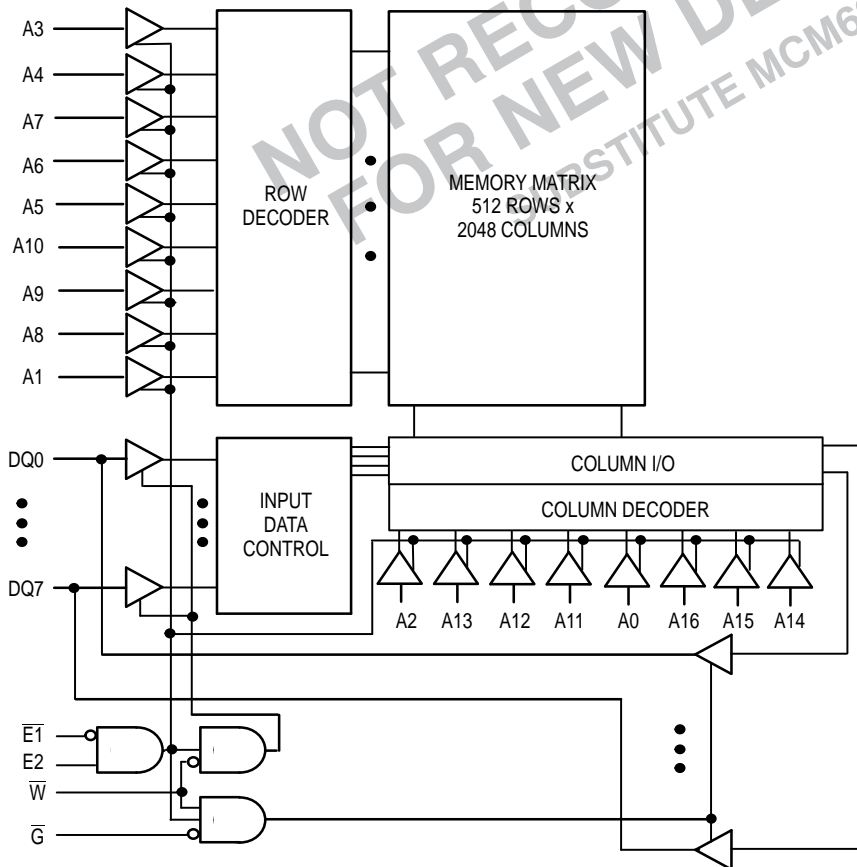 NOT RECO
FOR NEW DE
SUBSTITUTE MCM6
A3
A4
A7
A6
A5
A10
A9
A8
A1
ROW
DECODER
MEMORY MATRIX
512 ROWS x
2048 COLUMNS
DQ0
DQ7
INPUT
DATA
CONTROL
COLUMN I/O
COLUMN DECODER
A2 A13 A12 A11 A0 A16 A15 A14
E1
E2
W
G